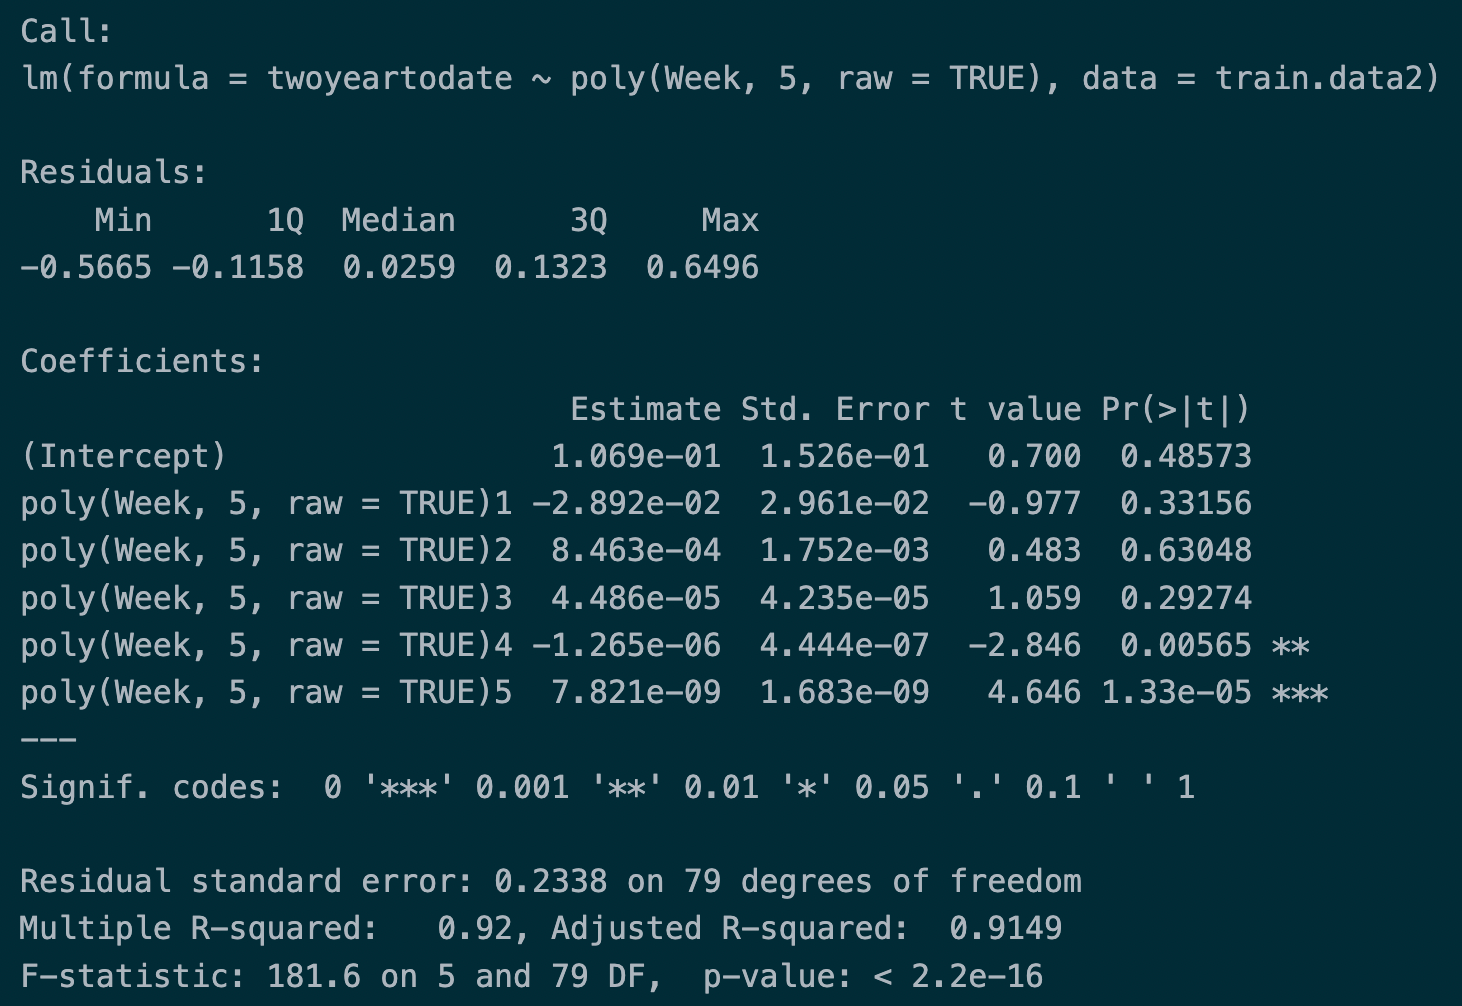 Call:
lm(formula = twoyeartodate ~ poly(Week, 5, raw = TRUE), data = train.data2)

Residuals:
    Min      1Q  Median      3Q     Max
-0.5665 -0.1158  0.0259  0.1323  0.6496

Coefficients:
                             Estimate Std. Error t value Pr(>|t|)
(Intercept)                 1.069e-01  1.526e-01   0.700  0.48573
poly(Week, 5, raw = TRUE)1 -2.892e-02  2.961e-02  -0.977  0.33156
poly(Week, 5, raw = TRUE)2  8.463e-04  1.752e-03   0.483  0.63048
poly(Week, 5, raw = TRUE)3  4.486e-05  4.235e-05   1.059  0.29274
poly(Week, 5, raw = TRUE)4 -1.265e-06  4.444e-07  -2.846  0.00565 **
poly(Week, 5, raw = TRUE)5  7.821e-09  1.683e-09   4.646 1.33e-05 ***
---
Signif. codes:  0 '***' 0.001 '**' 0.01 '*' 0.05 '.' 0.1 ' ' 1

Residual standard error: 0.2338 on 79 degrees of freedom
Multiple R-squared:   0.92, Adjusted R-squared:  0.9149
F-statistic: 181.6 on 5 and 79 DF,  p-value: < 2.2e-16